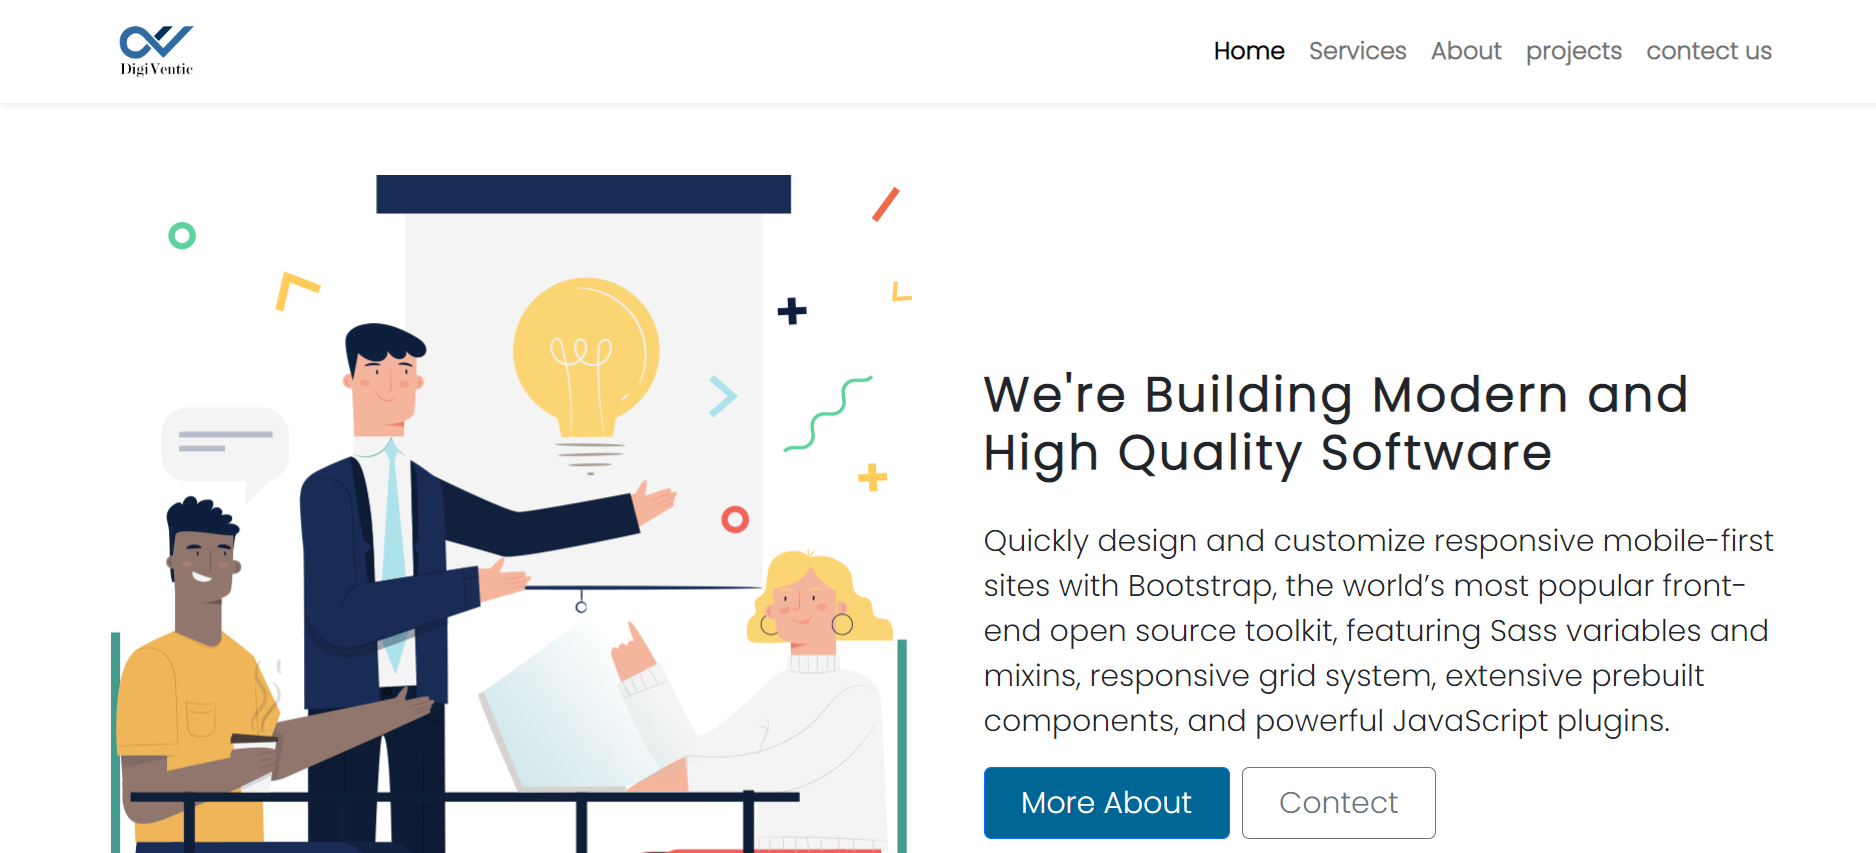 DigiVentic
Home Services About projects contect us
We're Building Modern and
High Quality Software
Quickly design and customize responsive mobile-first
sites with Bootstrap, the world’s most popular front-
end open source toolkit, featuring Sass variables and
mixins, responsive grid system, extensive prebuilt
components, and powerful JavaScript plugins.
More About Contect